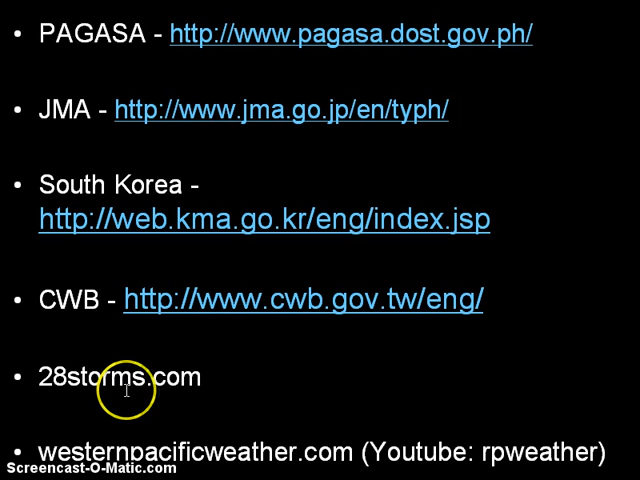 • PAGASA - http://www.pagasa.dost.gov.ph/
• JMA - http://www.jma.go.jp/en/typh/
• South Korea -
http://web.kma.go.kr/eng/index.jsp
• CWB - http://www.cwb.gov.tw/eng/
• 28storms.com
• westernpacificweather.com (Youtube: rpweather)
Screencast-O-Matic.com